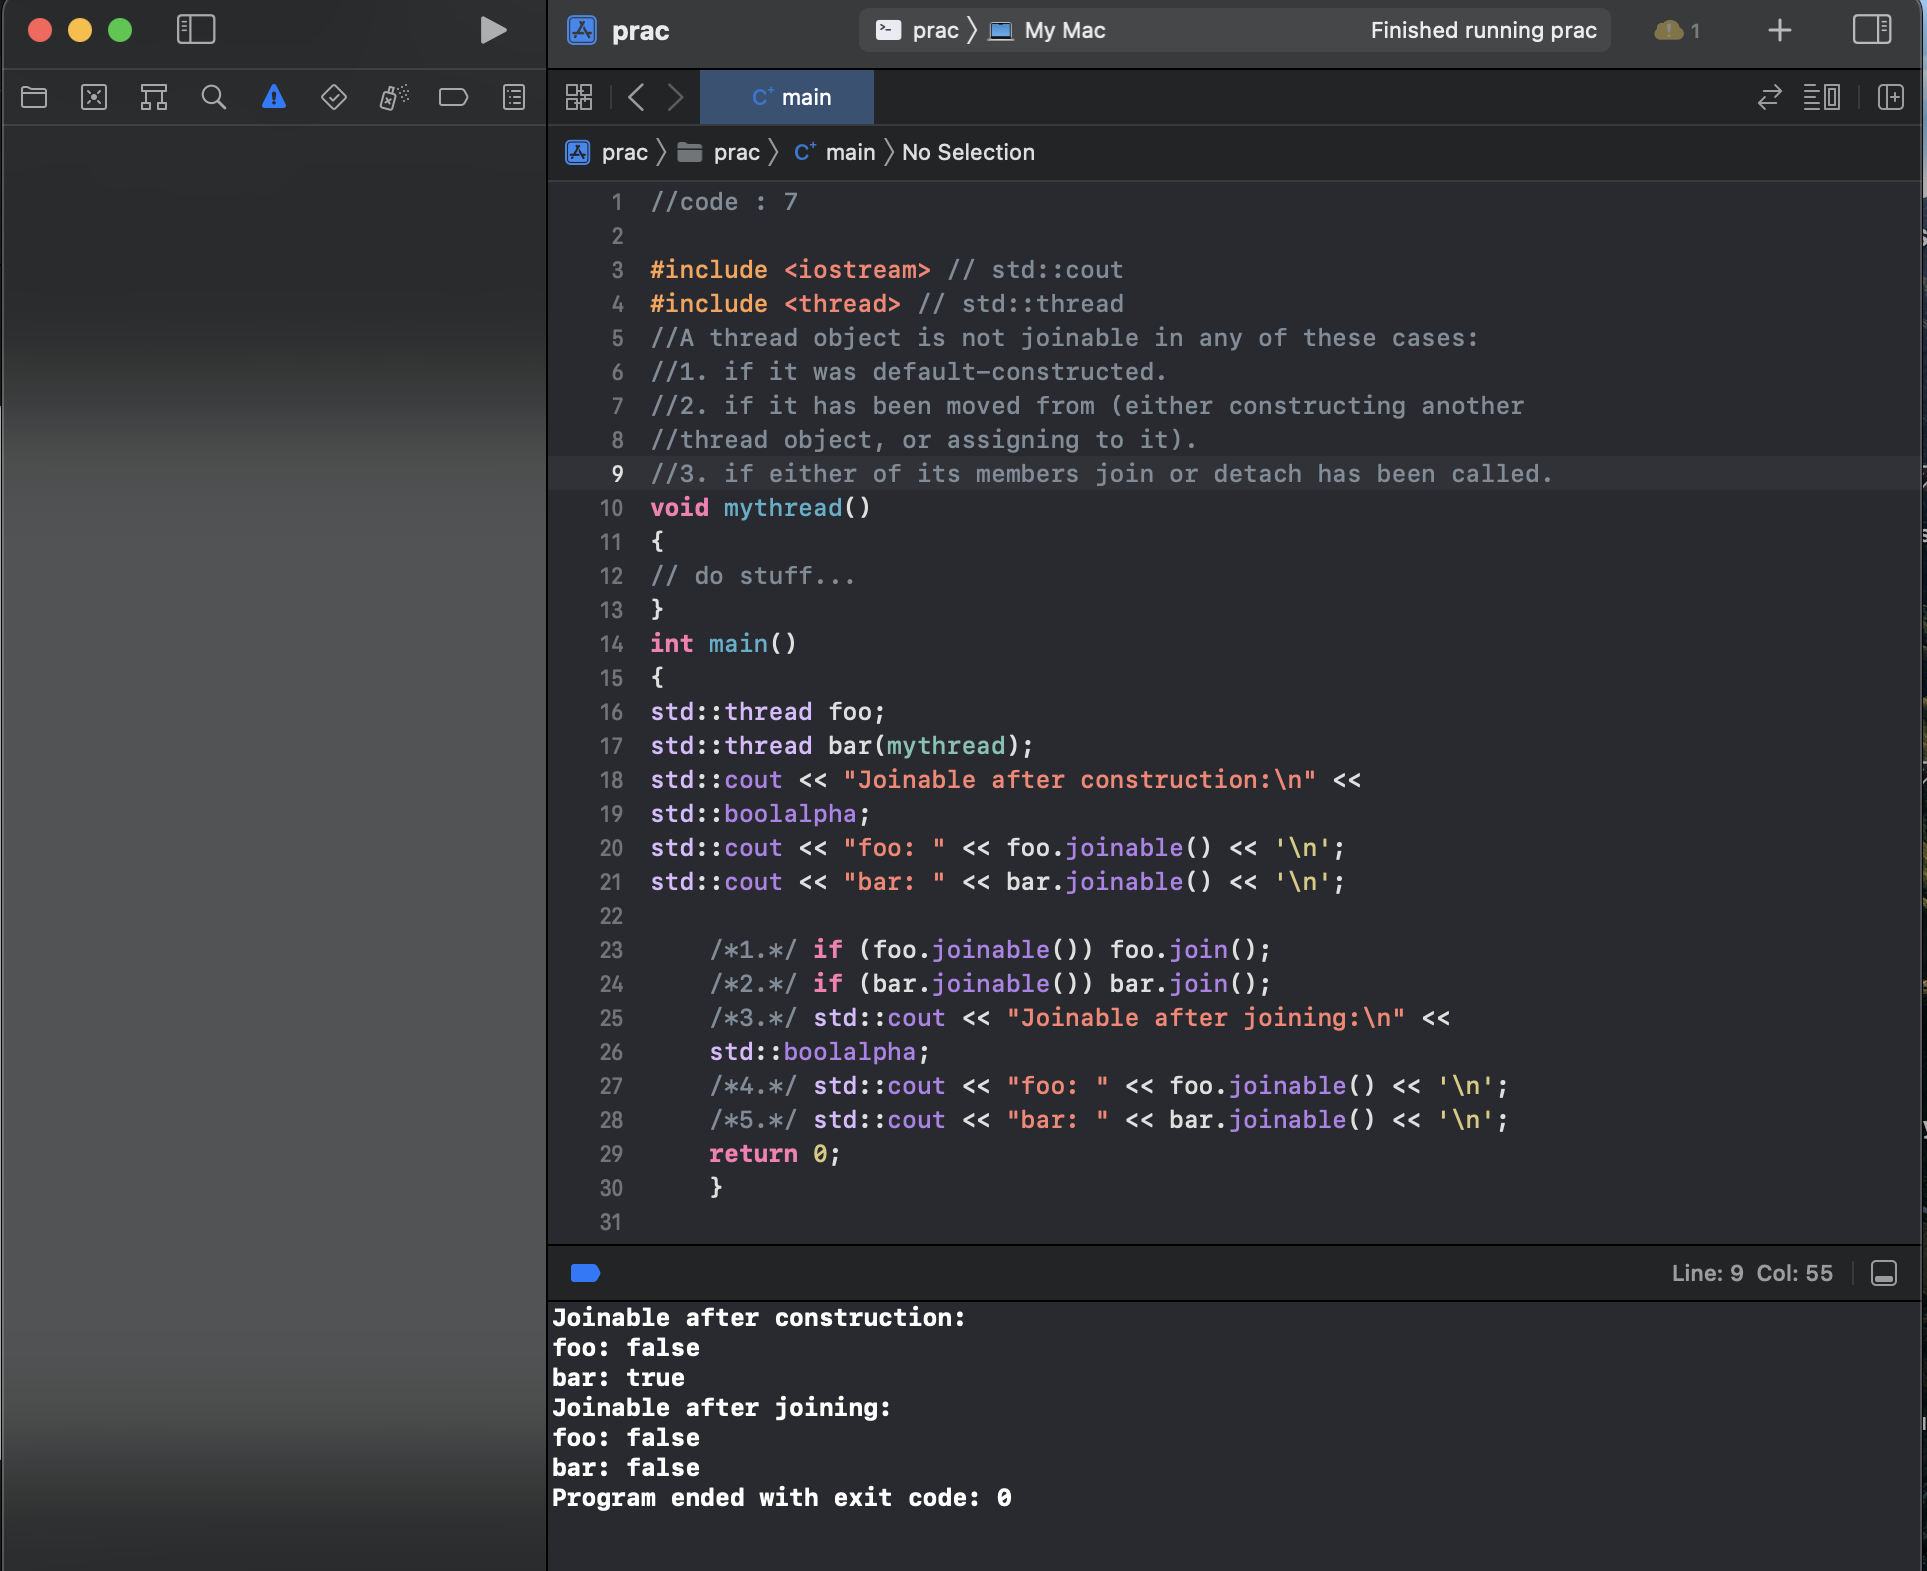 prac
prac My Mac Finished running prac 1
main
prac prac main No Selection
1 //code : 7
2
3 #include <iostream> // std::cout
4 #include <thread> // std::thread
5 //A thread object is not joinable in any of these cases:
6 //1. if it was default-constructed.
7 //2. if it has been moved from (either constructing another
8 //thread object, or assigning to it).
9 //3. if either of its members join or detach has been called.
10 void mythread()
11 {
12 // do stuff...
13 }
14 int main()
15 {
16 std::thread foo;
17 std::thread bar(mythread);
18 std::cout << "Joinable after construction:\n" <<
19 std::boolalpha;
20 std::cout << "foo: " << foo.joinable() << '\n';
21 std::cout << "bar: " << bar.joinable() << '\n';
22
23     /*1.*/ if (foo.joinable()) foo.join();
24     /*2.*/ if (bar.joinable()) bar.join();
25     /*3.*/ std::cout << "Joinable after joining:\n" <<
26     std::boolalpha;
27     /*4.*/ std::cout << "foo: " << foo.joinable() << '\n';
28     /*5.*/ std::cout << "bar: " << bar.joinable() << '\n';
29     return 0;
30     }
31
Line: 9 Col: 55
Joinable after construction:
foo: false
bar: true
Joinable after joining:
foo: false
bar: false
Program ended with exit code: 0